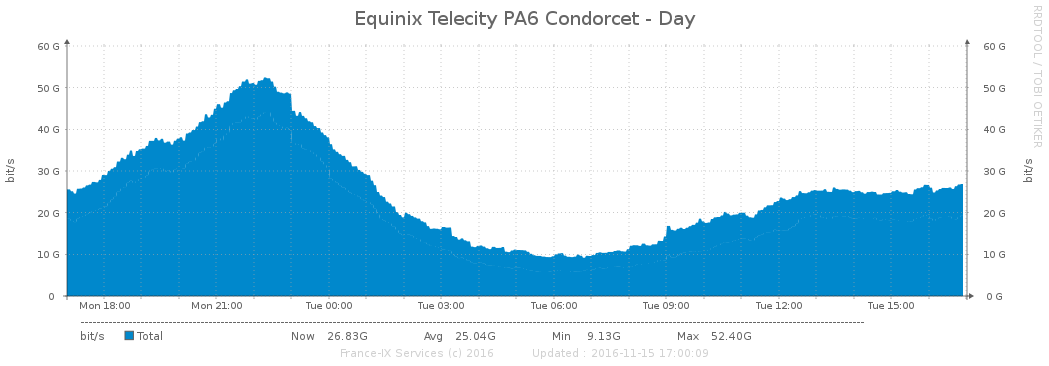 Equinix Telecity PA6 Condorcet - Day
RRDTOOL / TOBI OETIKER
60 G 60 G
50 G 50 G
40 G 40 G
30 G 30 G
20 G 20 G
10 G 10 G
0 0 G
bit/s bit/s
Mon 18:00 Mon 21:00 Tue 00:00 Tue 03:00 Tue 06:00 Tue 09:00 Tue 12:00 Tue 15:00
bit/s Total Now 26.83G Avg 25.04G Min 9.13G Max 52.40G
France-IX Services (c) 2016 Updated : 2016-11-15 17:00:09